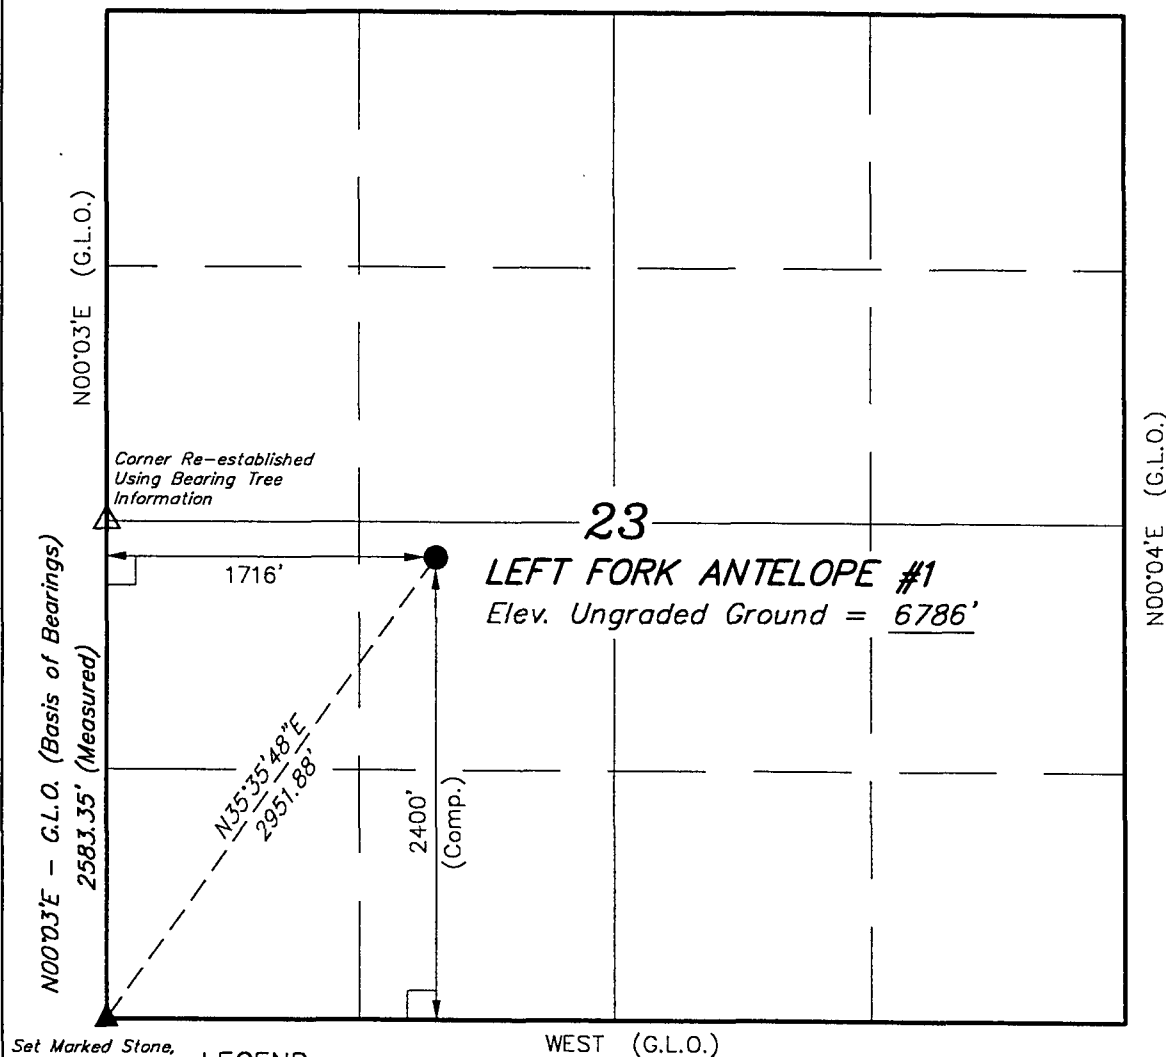 N00°03'E (G.L.O.)
Corner Re-established
Using Bearing Tree
Information
1716'
23
LEFT FORK ANTELOPE #1
Elev. Ungraded Ground = 6786'
N00°04'E (G.L.O.)
N00°03'E - G.L.O. (Basis of Bearings)
2583.35' (Measured)
N35°35'48"E
2951.88'
2400'
(Comp.)
WEST (G.L.O.)
Set Marked Stone,
LEGEND